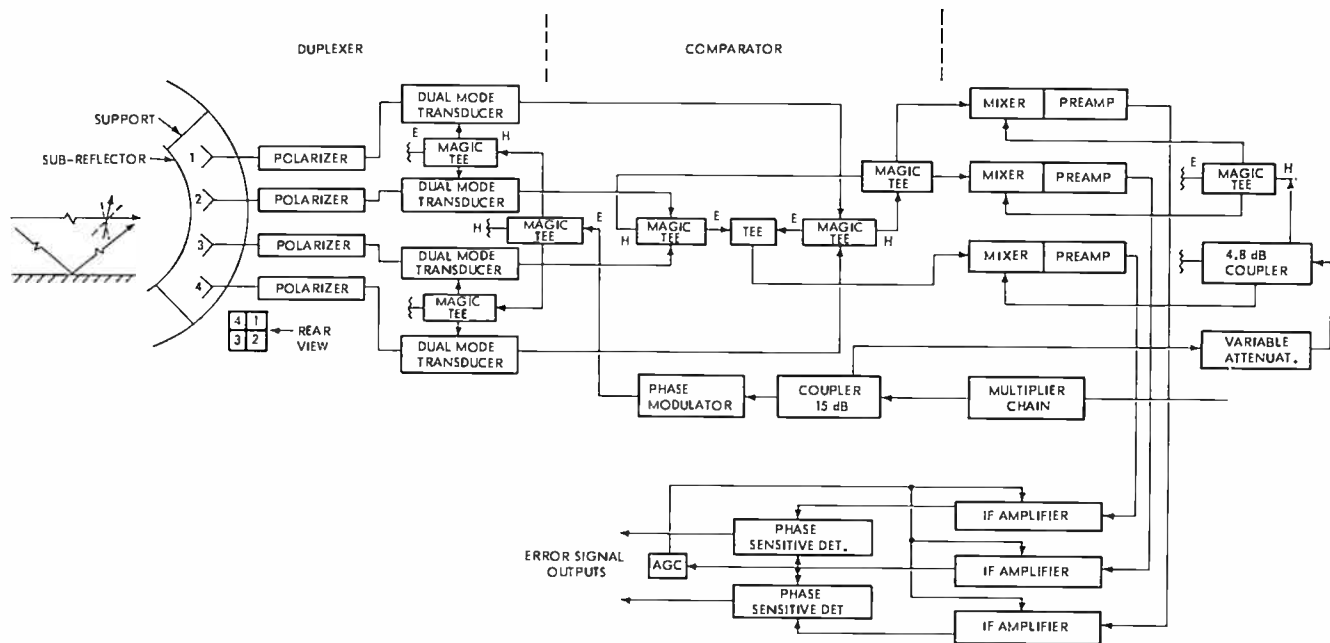 DUPLEXER
COMPARATOR
SUPPORT
SUB-REFLECTOR
1
2
3
4
POLARIZER
POLARIZER
POLARIZER
POLARIZER
4 1
3 2
REAR
VIEW
DUAL MODE
TRANSDUCER
E
H
MAGIC
TEE
DUAL MODE
TRANSDUCER
H
E
MAGIC
TEE
DUAL MODE
TRANSDUCER
MAGIC
TEE
DUAL MODE
TRANSDUCER
H
MAGIC
TEE
E
TEE
E
MAGIC
TEE
H
MAGIC
TEE
MIXER
PREAMP
MIXER
PREAMP
MIXER
PREAMP
E
H
MAGIC
TEE
4.8 dB
COUPLER
VARIABLE
ATTENUAT.
PHASE
MODULATOR
COUPLER
15 dB
MULTIPLIER
CHAIN
ERROR SIGNAL
OUTPUTS
AGC
PHASE
SENSITIVE DET.
PHASE
SENSITIVE DET
IF AMPLIFIER
IF AMPLIFIER
IF AMPLIFIER